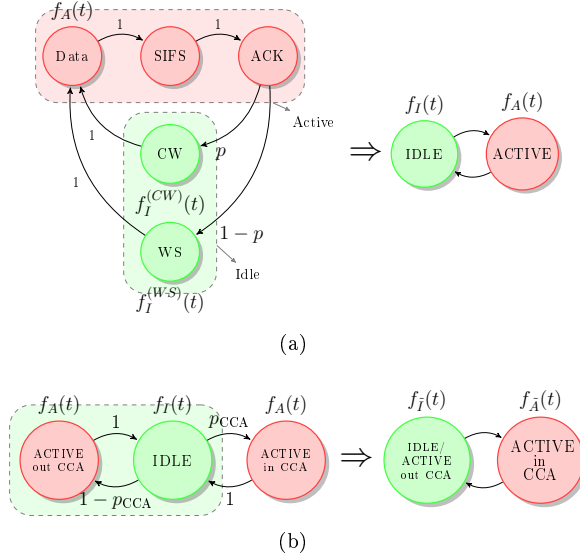 f_A(t)
Data
1
SIFS
1
ACK
Active
1
CW
p
f_I^{(CW)}(t)
1
WS
1 − p
Idle
f_I^{(WS)}(t)
⇒
f_I(t)
f_A(t)
IDLE
ACTIVE
(a)
f_A(t)
f_I(t)
f_A(t)
1
p_CCA
ACTIVE
out CCA
IDLE
ACTIVE
in CCA
1 − p_CCA
1
⇒
f_Ĩ(t)
f_Ã(t)
IDLE/
ACTIVE
out CCA
ACTIVE
in
CCA
(b)